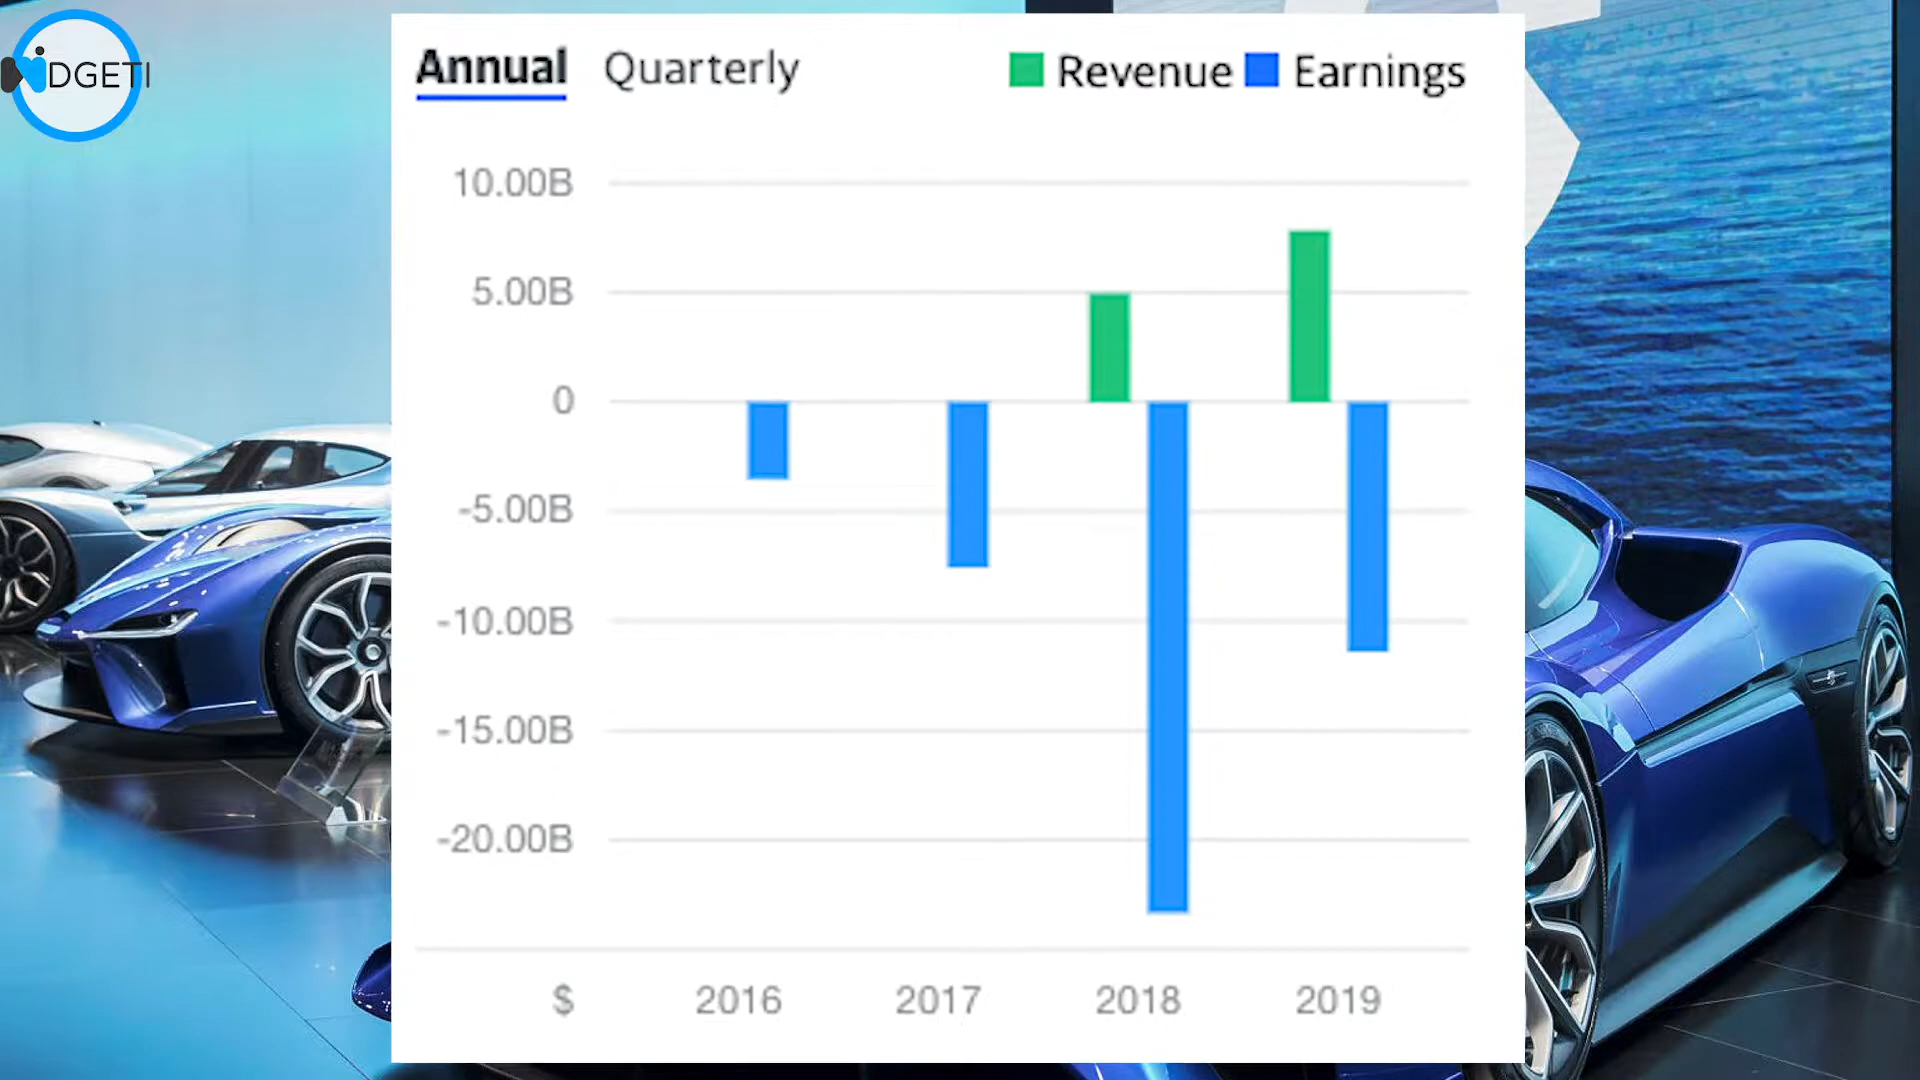 DGETI
Annual Quarterly Revenue Earnings
10.00B
5.00B
0
-5.00B
-10.00B
-15.00B
-20.00B
$ 2016 2017 2018 2019